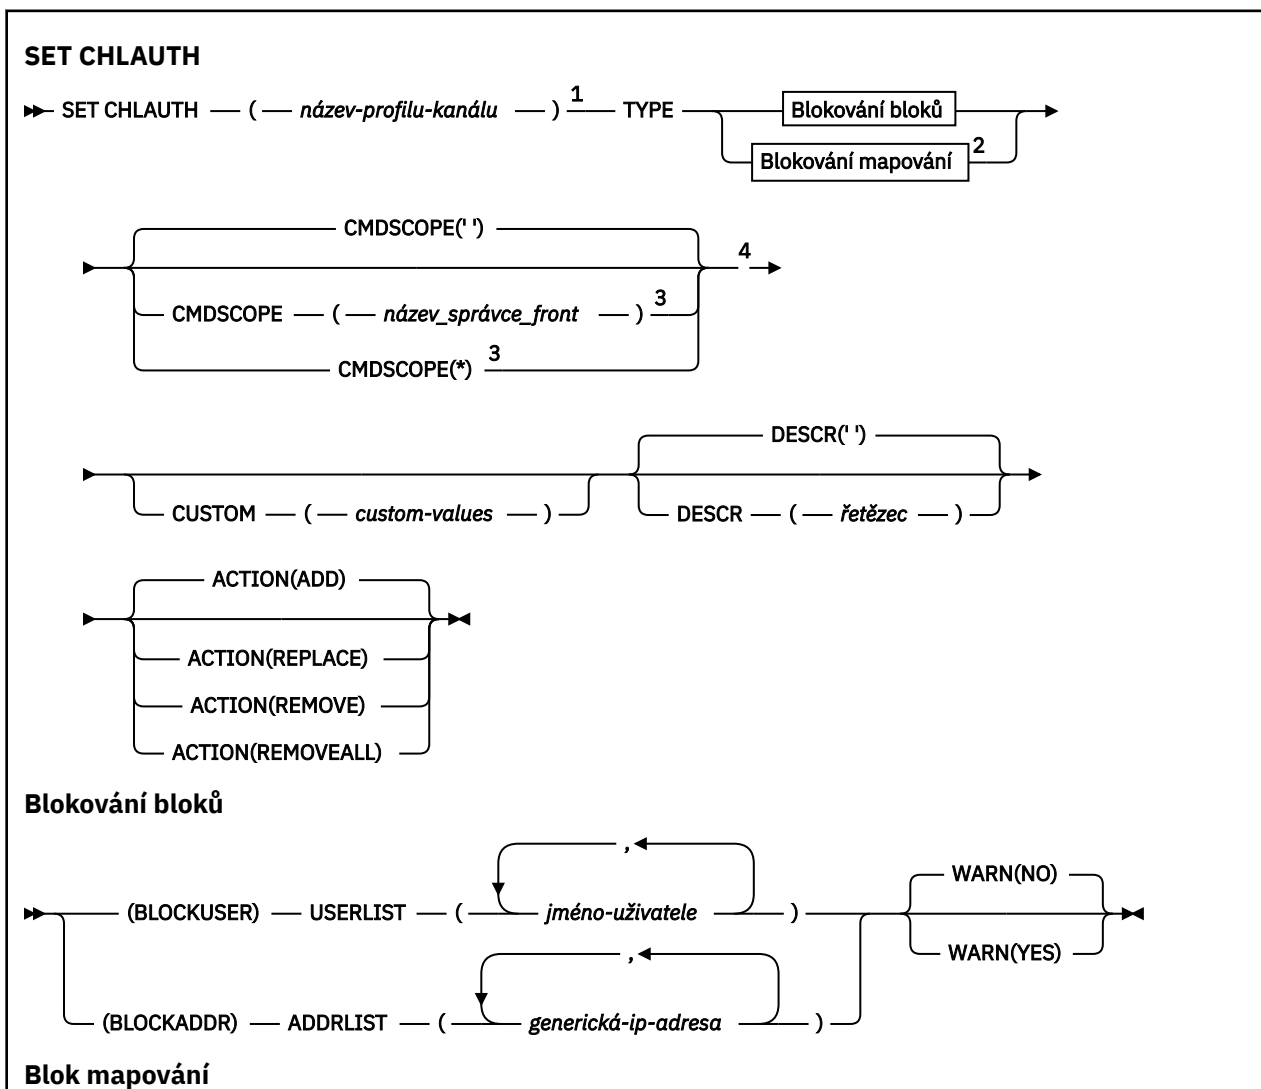 SET CHLAUTH
SET CHLAUTH ( název-profilu-kanálu ) 1 TYPE Blokování bloků
Blokování mapování 2
CMDSCOPE(' ')
4
CMDSCOPE ( název_správce_front ) 3
CMDSCOPE(*) 3
DESCR(' ')
CUSTOM ( custom-values ) DESCR ( řetězec )
ACTION(ADD)
ACTION(REPLACE)
ACTION(REMOVE)
ACTION(REMOVEALL)
Blokování bloků
,
WARN(NO)
(BLOCKUSER) USERLIST ( jméno-uživatele )
WARN(YES)
,
(BLOCKADDR) ADDRLIST ( generická-ip-adresa )
Blok mapování